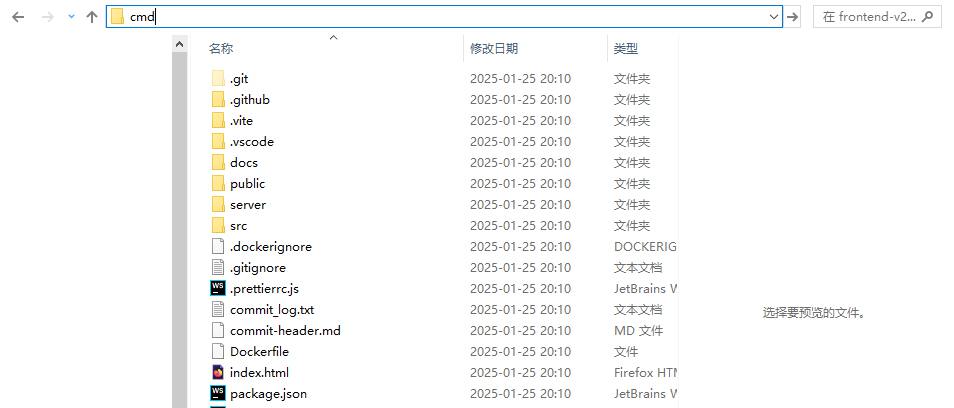 cmd 在 frontend-v2...
名称 修改日期 类型
.git 2025-01-25 20:10 文件夹
.github 2025-01-25 20:10 文件夹
.vite 2025-01-25 20:10 文件夹
.vscode 2025-01-25 20:10 文件夹
docs 2025-01-25 20:10 文件夹
public 2025-01-25 20:10 文件夹
server 2025-01-25 20:10 文件夹
src 2025-01-25 20:10 文件夹
.dockerignore 2025-01-25 20:10 DOCKERIG
.gitignore 2025-01-25 20:10 文本文档
WS .prettierrc.js 2025-01-25 20:10 JetBrains W
commit_log.txt 2025-01-25 20:10 文本文档
commit-header.md 2025-01-25 20:10 MD 文件
Dockerfile 2025-01-25 20:10 文件
index.html 2025-01-25 20:10 Firefox HTM
WS package.json 2025-01-25 20:10 JetBrains W
选择要预览的文件。